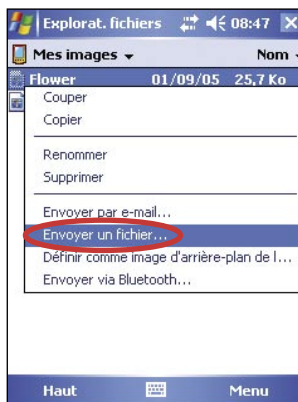 Explorat. fichiers 08:47
Mes images Nom
Flower 01/09/05 25,7 Ko
Couper
Copier
Renommer
Supprimer
Envoyer par e-mail...
Envoyer un fichier...
Définir comme image d'arrière-plan de l...
Envoyer via Bluetooth...
Haut Menu